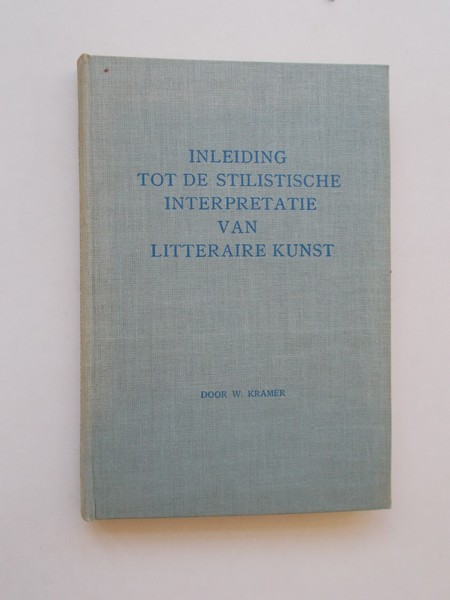 INLEIDING
TOT DE STILISTISCHE
INTERPRETATIE
VAN
LITTERAIRE KUNST
DOOR W. KRAMER